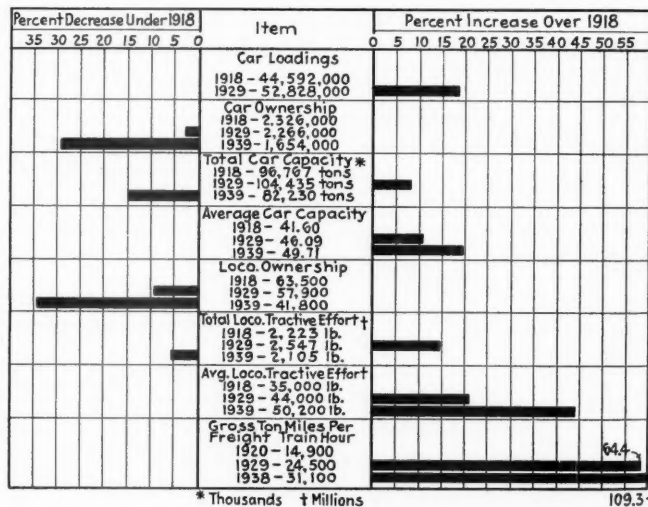 Percent Decrease Under 1918
Item
Percent Increase Over 1918
35 30 25 20 15 10 5 0
0 5 10 15 20 25 30 35 40 45 50 55
Car Loadings
1918-44,592,000
1929-52,828,000
Car Ownership
1918-2,326,000
1929-2,266,000
1939-1,654,000
Total Car Capacity *
1918-96,767 tons
1929-104,435 tons
1939-82,230 tons
Average Car Capacity
1918-41.60
1929-46.09
1939-49.71
Loco. Ownership
1918-63,500
1929-57,900
1939-41,800
Total Loco. Tractive Effort †
1918-2,223 lb.
1929-2,547 lb.
1939-2,105 lb.
Avg. Loco. Tractive Effort
1918-35,000 lb.
1929-44,000 lb.
1939-50,200 lb.
Gross Ton Miles Per
Freight Train Hour
1920-14,900
1929-24,500
1938-31,100
64.4
* Thousands † Millions
109.3